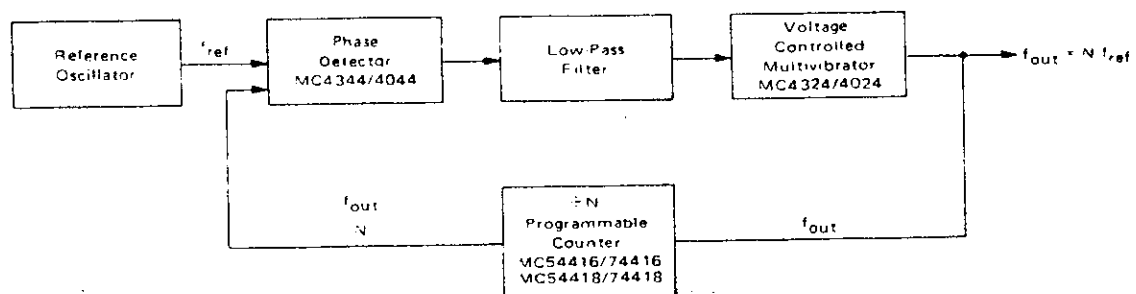 Reference
Oscillator
fref
Phase
Detector
MC4344/4044
Low-Pass
Filter
Voltage
Controlled
Multivibrator
MC4324/4024
fout = N fref
fout
N
÷N
Programmable
Counter
MC54416/74416
MC54418/74418
fout